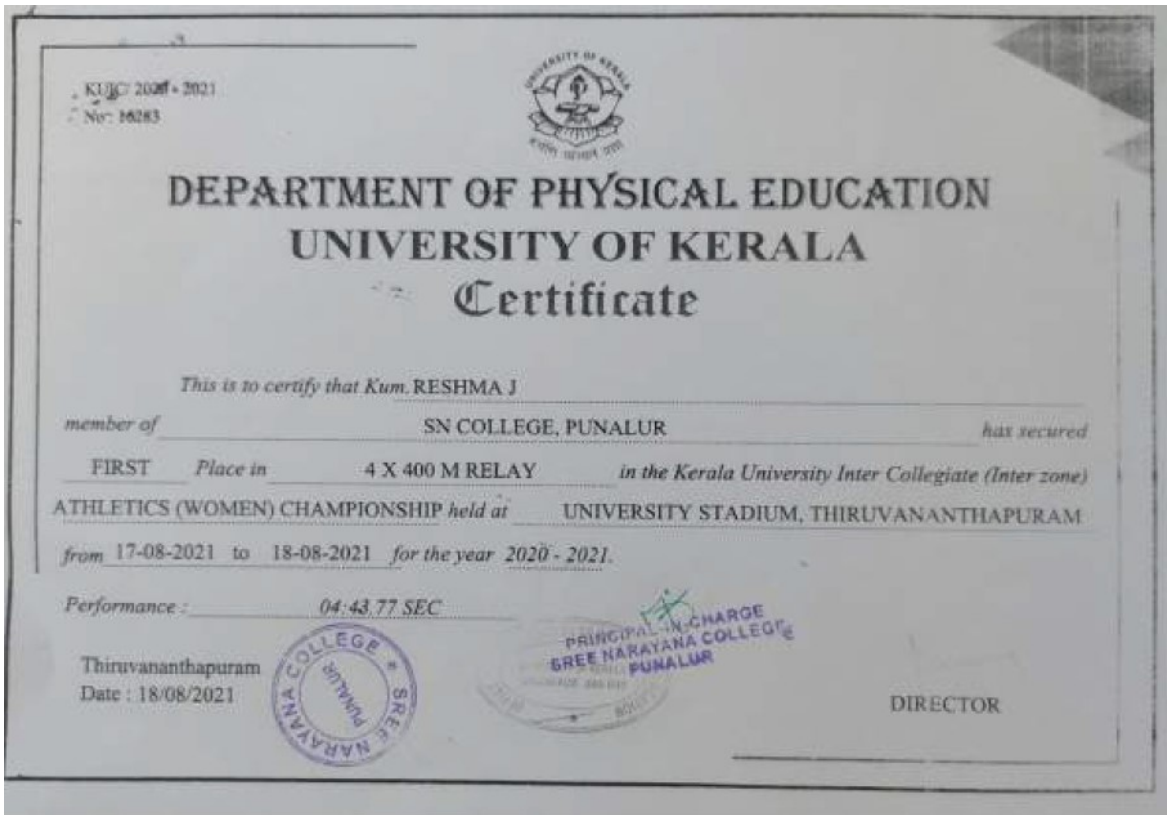 KUIC/ 2020 - 2021
No : 16283
UNIVERSITY OF KERALA
DEPARTMENT OF PHYSICAL EDUCATION
UNIVERSITY OF KERALA
Certificate
This is to certify that Kum. RESHMA J
member of SN COLLEGE, PUNALUR has secured
FIRST Place in 4 X 400 M RELAY in the Kerala University Inter Collegiate (Inter zone)
ATHLETICS (WOMEN) CHAMPIONSHIP held at UNIVERSITY STADIUM, THIRUVANANTHAPURAM
from 17-08-2021 to 18-08-2021 for the year 2020 - 2021.
Performance : 04:43.77 SEC
PRINCIPAL-IN-CHARGE
SREE NARAYANA COLLEGE
PUNALUR
Thiruvananthapuram
Date : 18/08/2021
SREE NARAYANA COLLEGE
PUNALUR
DIRECTOR